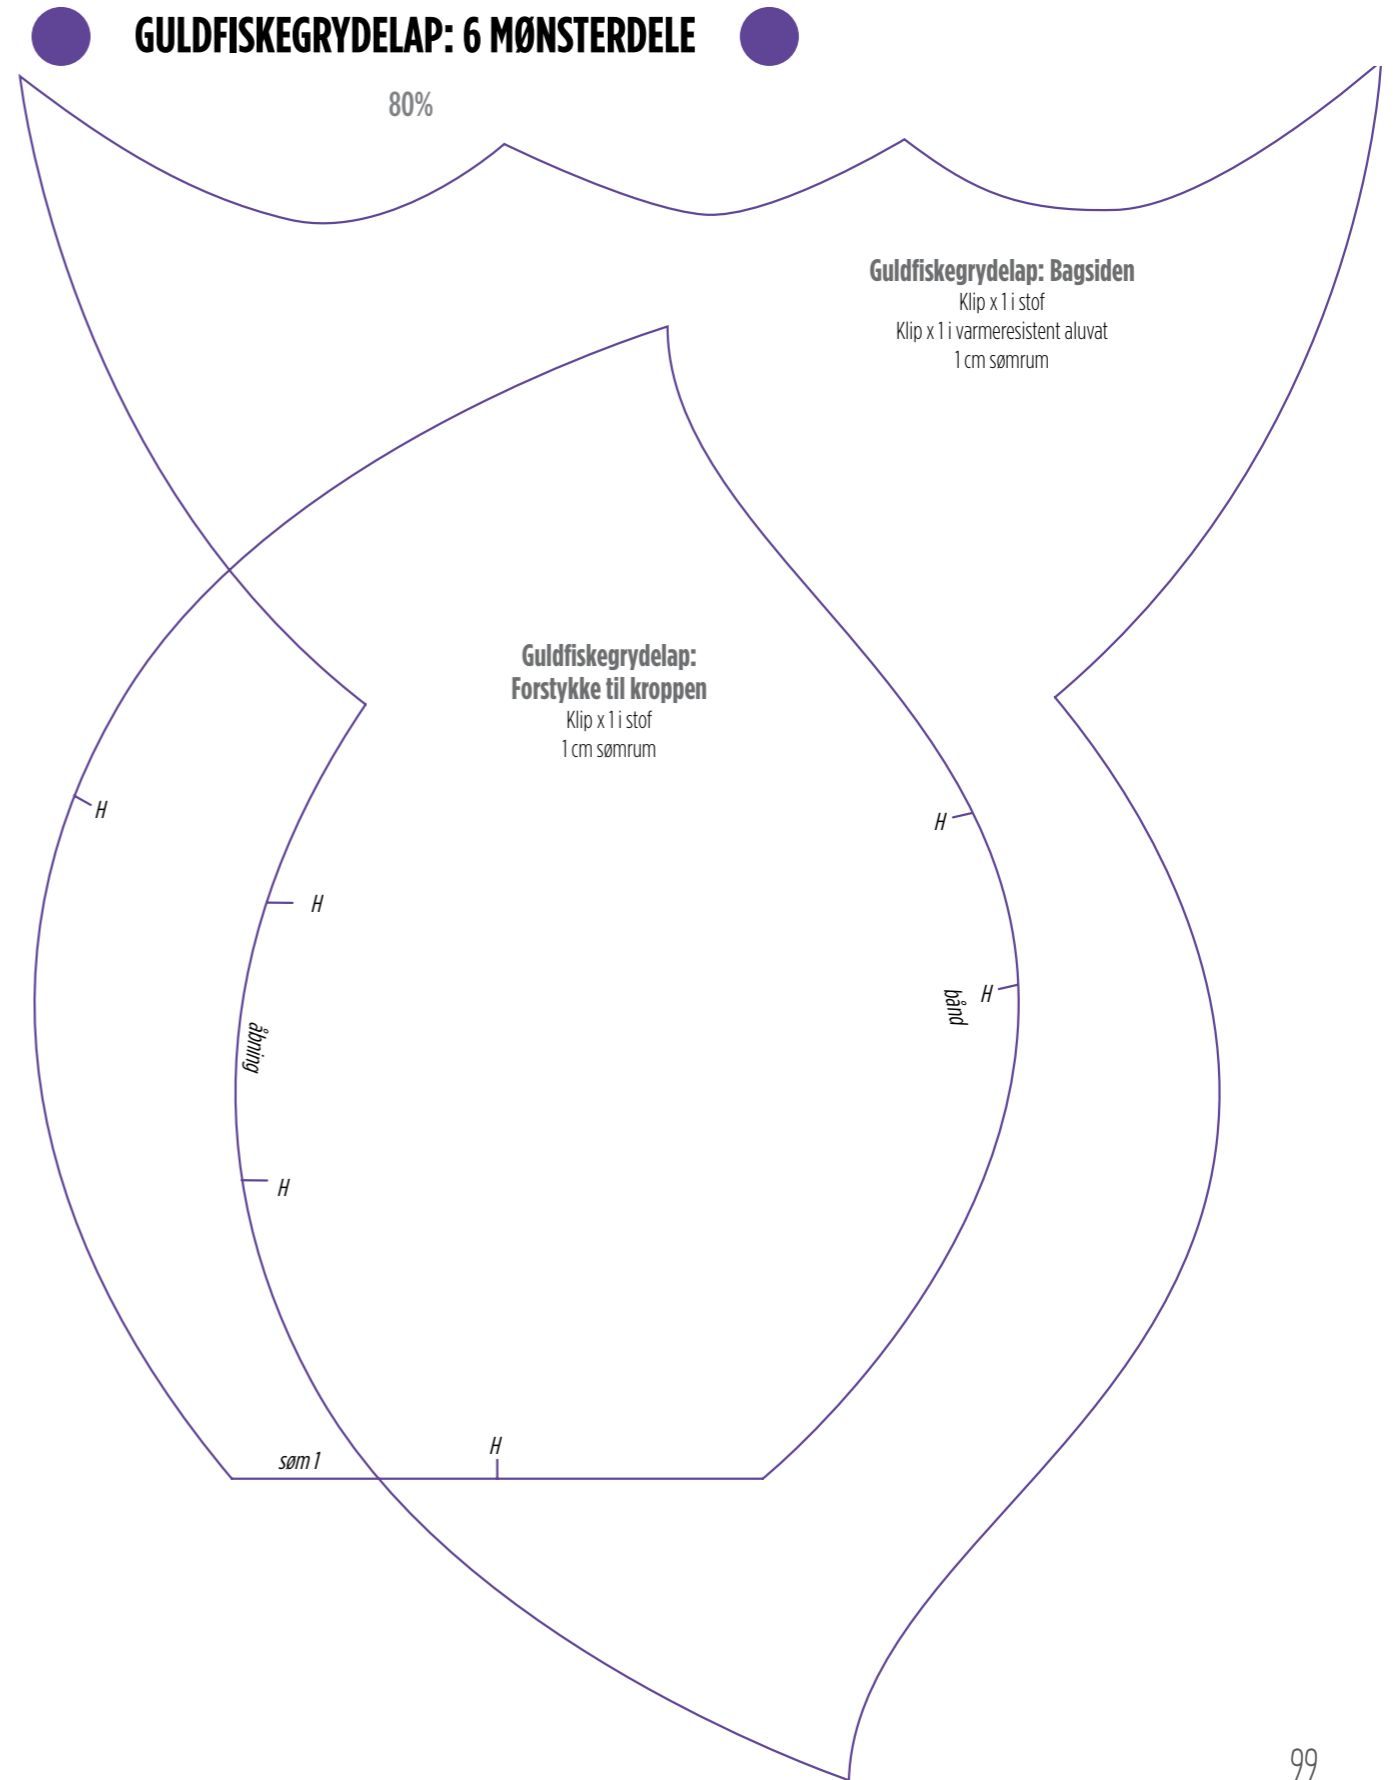 GULDFISKEGRYDELAP: 6 MØNSTERDELE
80%
Guldfiskegrydelap: Bagsiden
Klip x 1 i stof
Klip x 1 i varmeresistent aluvat
1 cm sømrum
Guldfiskegrydelap:
Forstykke til kroppen
Klip x 1 i stof
1 cm sømrum
H
H
H
H
bånd
åbning
H
H
søm 1
99